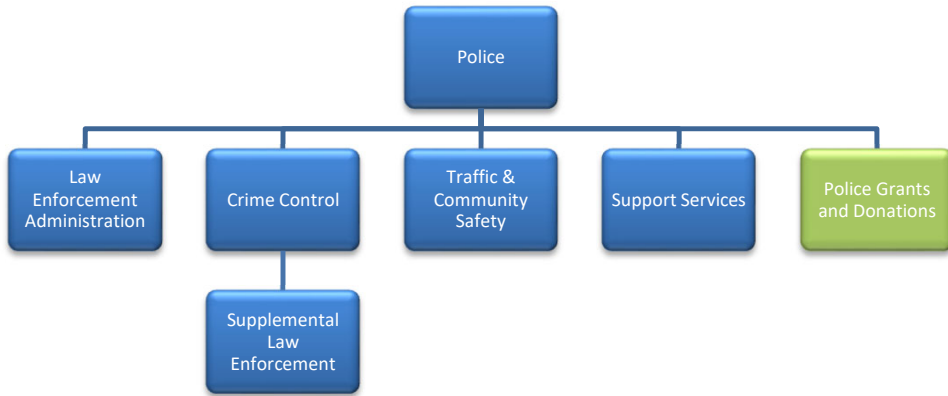 Police
Law
Enforcement
Administration
Crime Control
Traffic &
Community
Safety
Support Services
Police Grants
and Donations
Supplemental
Law
Enforcement